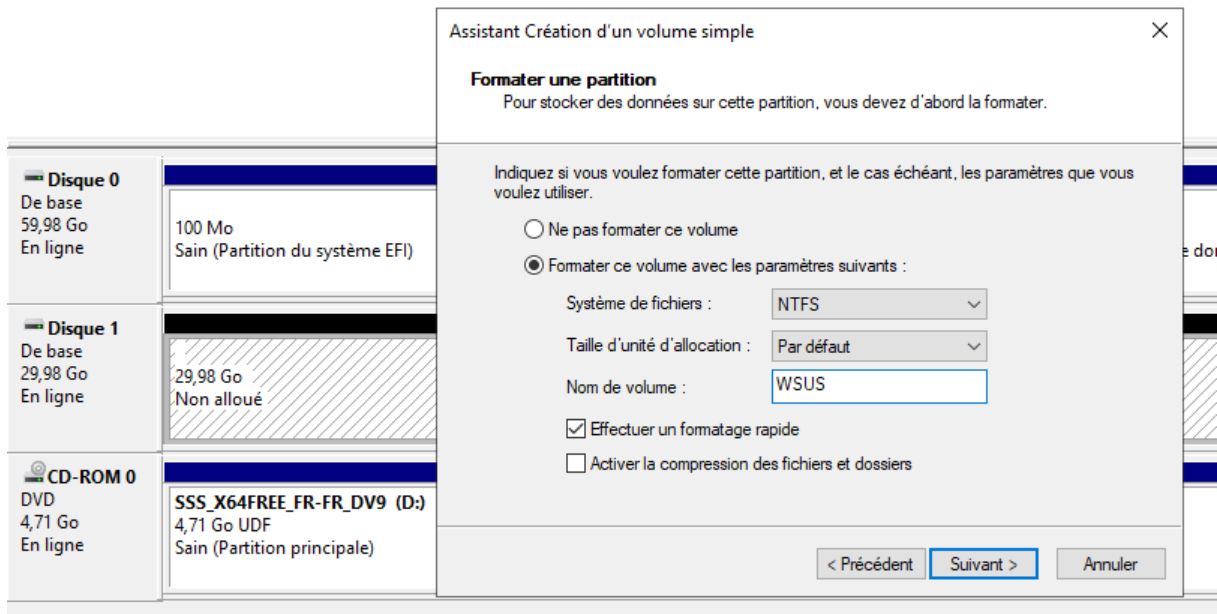 Assistant Création d'un volume simple
Formater une partition
Pour stocker des données sur cette partition, vous devez d'abord la formater.
Indiquez si vous voulez formater cette partition, et le cas échéant, les paramètres que vous
voulez utiliser.
Ne pas formater ce volume
Formater ce volume avec les paramètres suivants :
Système de fichiers : NTFS
Taille d'unité d'allocation : Par défaut
Nom de volume : WSUS
Effectuer un formatage rapide
Activer la compression des fichiers et dossiers
< Précédent Suivant > Annuler
Disque 0
De base
59,98 Go
En ligne
100 Mo
Sain (Partition du système EFI)
Disque 1
De base
29,98 Go
En ligne
29,98 Go
Non alloué
CD-ROM 0
DVD
4,71 Go
En ligne
SSS_X64FREE_FR-FR_DV9 (D:)
4,71 Go UDF
Sain (Partition principale)